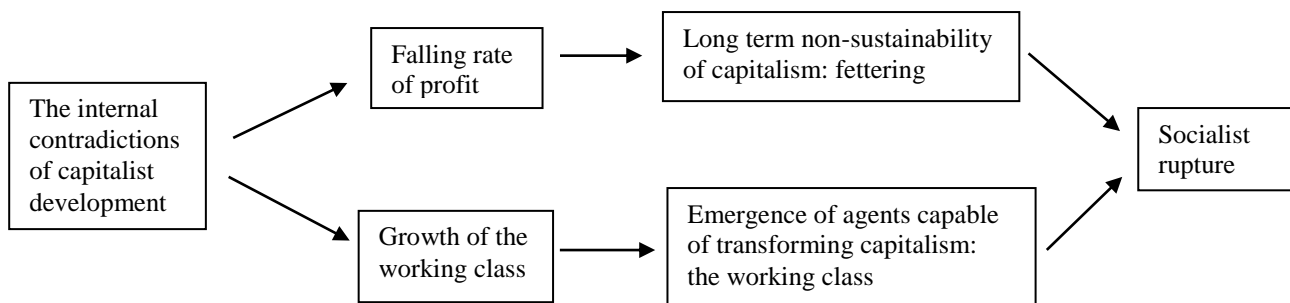 The internal
contradictions
of capitalist
development
Falling rate
of profit
Long term non-sustainability
of capitalism: fettering
Growth of the
working class
Emergence of agents capable
of transforming capitalism:
the working class
Socialist
rupture